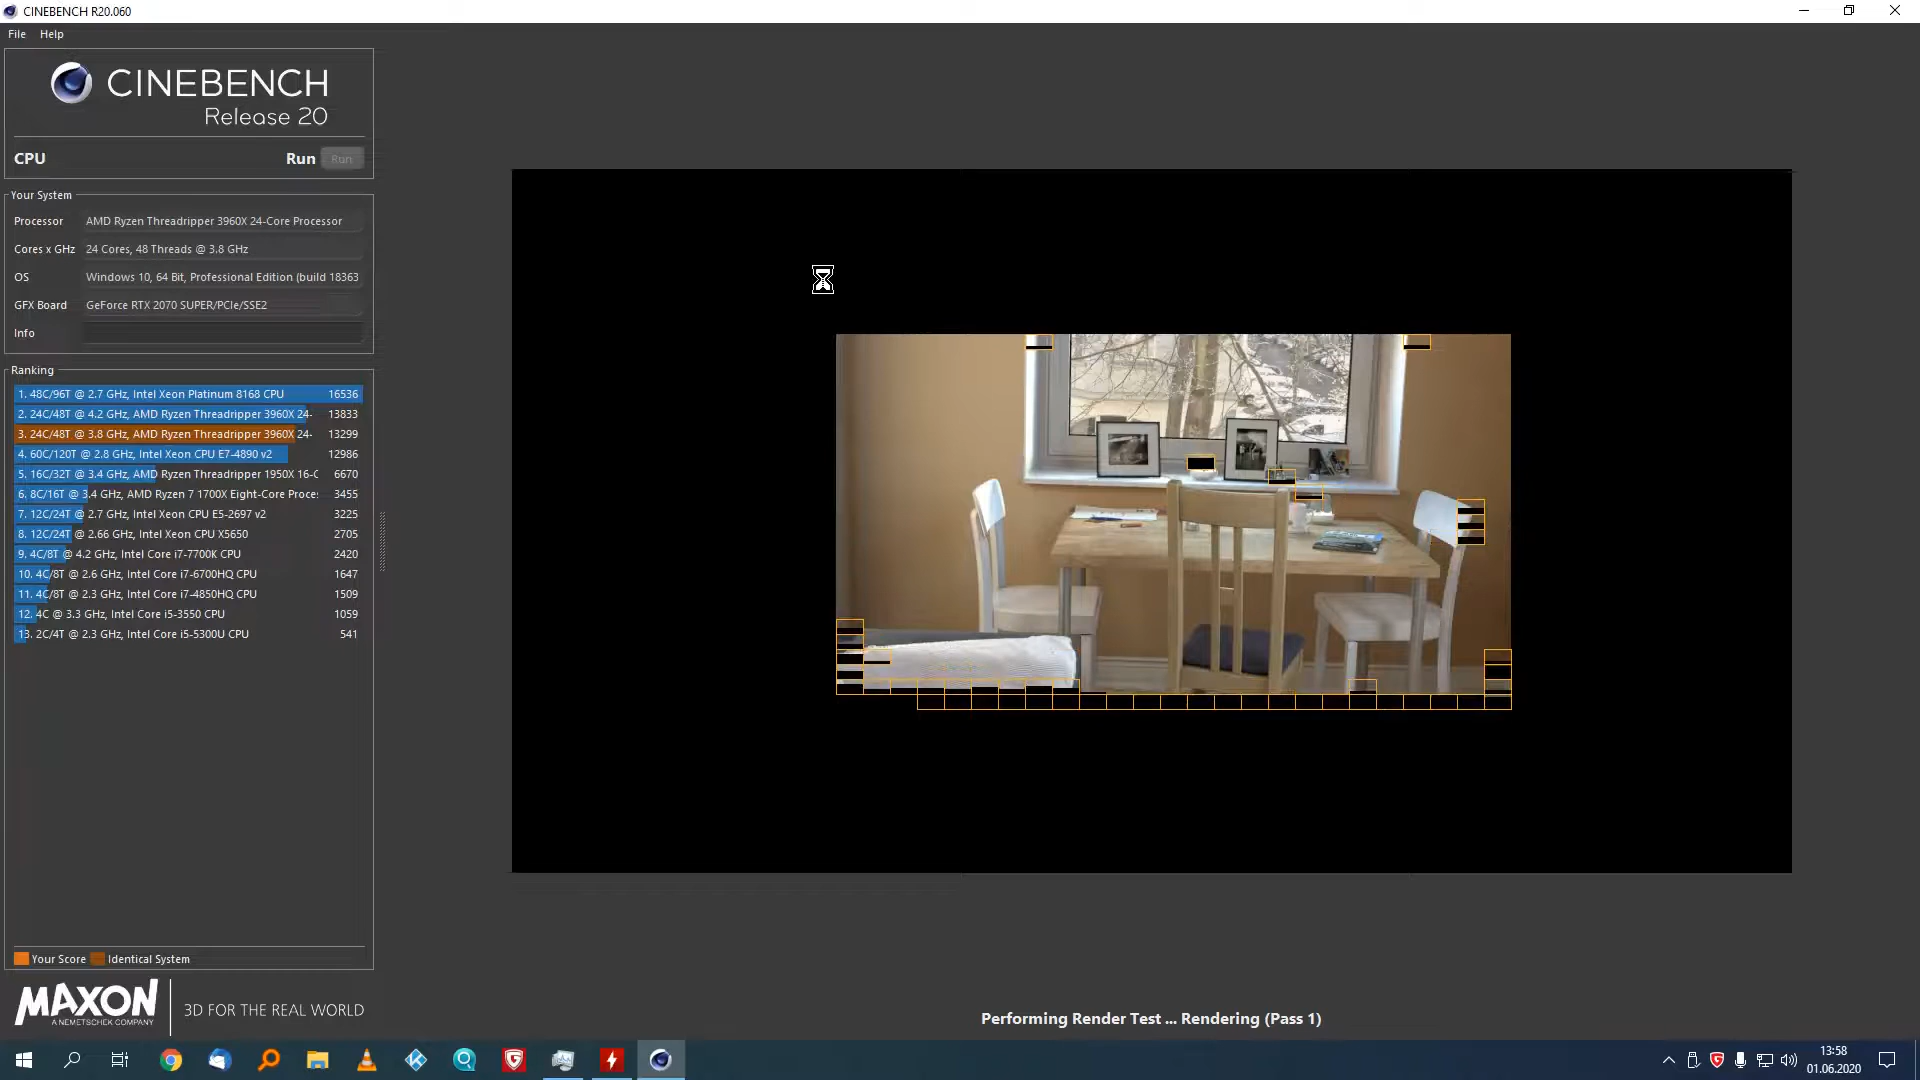 CINEBENCH R20.060
File Help
CINEBENCH
Release 20
CPU Run Run
Your System
Processor AMD Ryzen Threadripper 3960X 24-Core Processor
Cores x GHz 24 Cores, 48 Threads @ 3.8 GHz
OS Windows 10, 64 Bit, Professional Edition (build 18363
GFX Board GeForce RTX 2070 SUPER/PCIe/SSE2
Info
Ranking
1. 48C/96T @ 2.7 GHz, Intel Xeon Platinum 8168 CPU 16536
2. 24C/48T @ 4.2 GHz, AMD Ryzen Threadripper 3960X 24- 13833
3. 24C/48T @ 3.8 GHz, AMD Ryzen Threadripper 3960X 24- 13299
4. 60C/120T @ 2.8 GHz, Intel Xeon CPU E7-4890 v2 12986
5. 16C/32T @ 3.4 GHz, AMD Ryzen Threadripper 1950X 16-C 6670
6. 8C/16T @ 3.4 GHz, AMD Ryzen 7 1700X Eight-Core Proce: 3455
7. 12C/24T @ 2.7 GHz, Intel Xeon CPU E5-2697 v2 3225
8. 12C/24T @ 2.66 GHz, Intel Xeon CPU X5650 2705
9. 4C/8T @ 4.2 GHz, Intel Core i7-7700K CPU 2420
10. 4C/8T @ 2.6 GHz, Intel Core i7-6700HQ CPU 1647
11. 4C/8T @ 2.3 GHz, Intel Core i7-4850HQ CPU 1509
12. 4C @ 3.3 GHz, Intel Core i5-3550 CPU 1059
13. 2C/4T @ 2.3 GHz, Intel Core i5-5300U CPU 541
Your Score Identical System
MAXON
A NEMETSCHEK COMPANY
3D FOR THE REAL WORLD
Performing Render Test ... Rendering (Pass 1)
13:58
01.06.2020